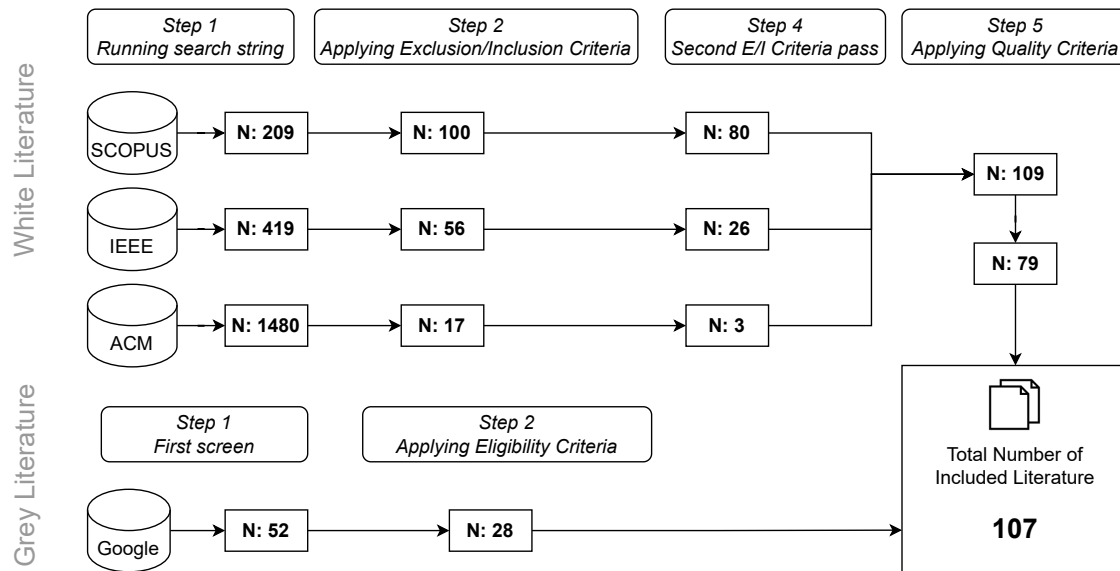 Step 1
Running search string
Step 2
Applying Exclusion/Inclusion Criteria
Step 4
Second E/I Criteria pass
Step 5
Applying Quality Criteria
White Literature
SCOPUS
N: 209
N: 100
N: 80
N: 109
IEEE
N: 419
N: 56
N: 26
N: 79
ACM
N: 1480
N: 17
N: 3
Grey Literature
Step 1
First screen
Step 2
Applying Eligibility Criteria
Google
N: 52
N: 28
Total Number of
Included Literature
107